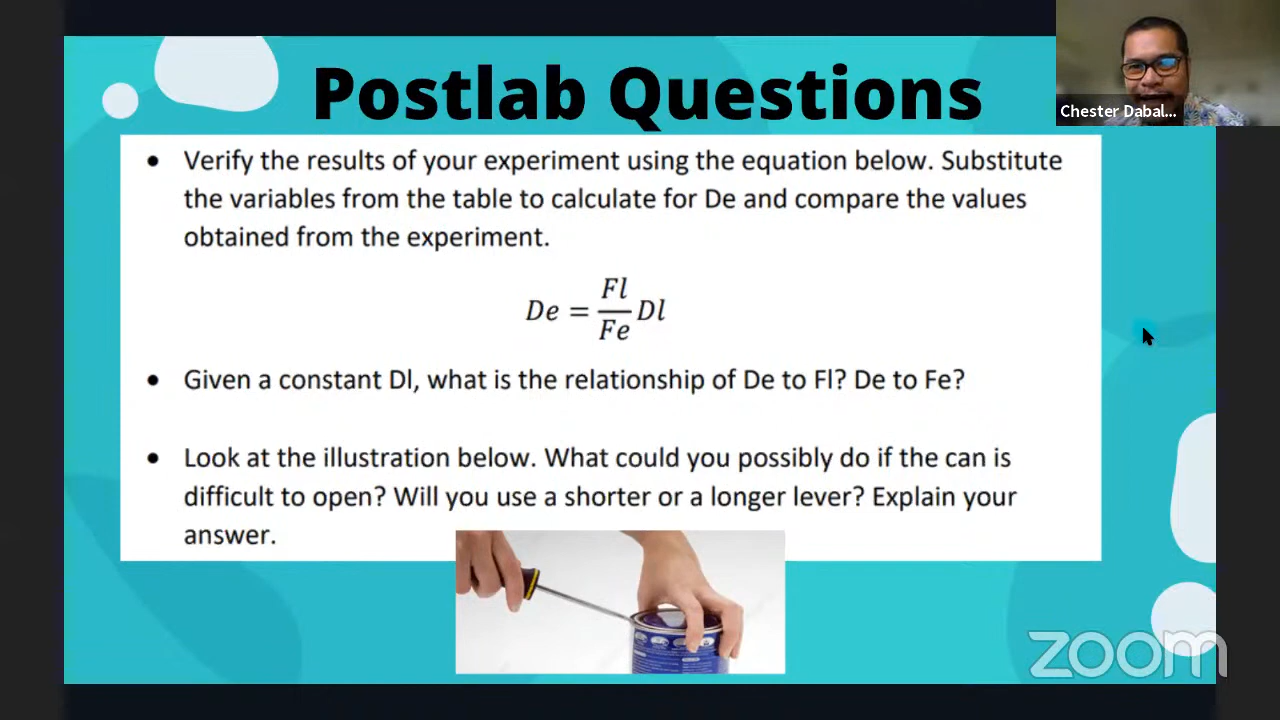 Postlab Questions
Chester Dabal...
• Verify the results of your experiment using the equation below. Substitute
the variables from the table to calculate for De and compare the values
obtained from the experiment.
De = Fl/Fe Dl
• Given a constant Dl, what is the relationship of De to Fl? De to Fe?
• Look at the illustration below. What could you possibly do if the can is
difficult to open? Will you use a shorter or a longer lever? Explain your
answer.
zoom